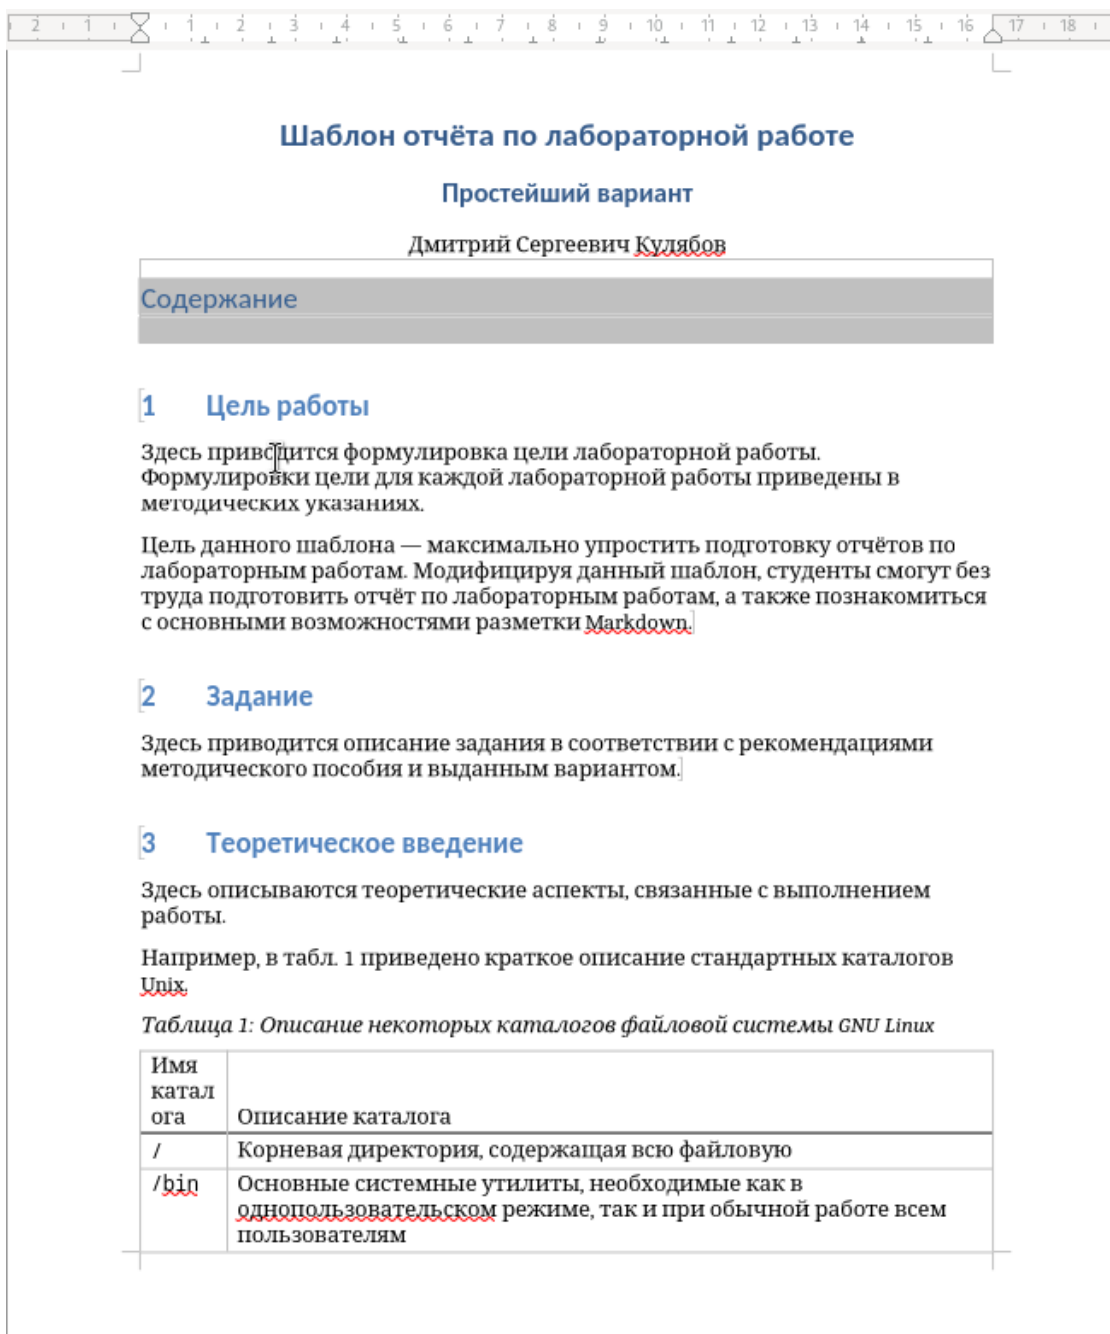 2 1 1 2 3 4 5 6 7 8 9 10 11 12 13 14 15 16 17 18
Шаблон отчёта по лабораторной работе
Простейший вариант
Дмитрий Сергеевич Кулябов
Содержание
1 Цель работы
Здесь приводится формулировка цели лабораторной работы.
Формулировки цели для каждой лабораторной работы приведены в
методических указаниях.
Цель данного шаблона — максимально упростить подготовку отчётов по
лабораторным работам. Модифицируя данный шаблон, студенты смогут без
труда подготовить отчёт по лабораторным работам, а также познакомиться
с основными возможностями разметки Markdown.
2 Задание
Здесь приводится описание задания в соответствии с рекомендациями
методического пособия и выданным вариантом.
3 Теоретическое введение
Здесь описываются теоретические аспекты, связанные с выполнением
работы.
Например, в табл. 1 приведено краткое описание стандартных каталогов
Unix.
Таблица 1: Описание некоторых каталогов файловой системы GNU Linux
Имя
катал
ога Описание каталога
/ Корневая директория, содержащая всю файловую
/bin Основные системные утилиты, необходимые как в
однопользовательском режиме, так и при обычной работе всем
пользователям